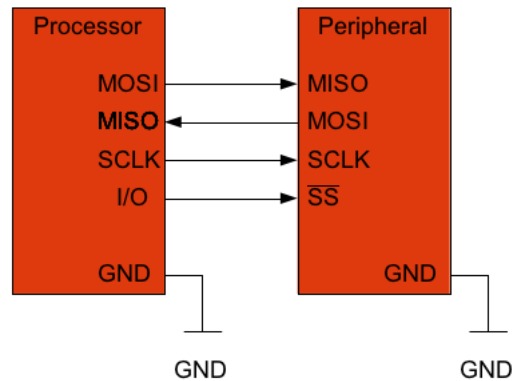 Processor
Peripheral
MOSI
MISO
MISO
MOSI
SCLK
SCLK
I/O
SS
GND
GND
GND
GND